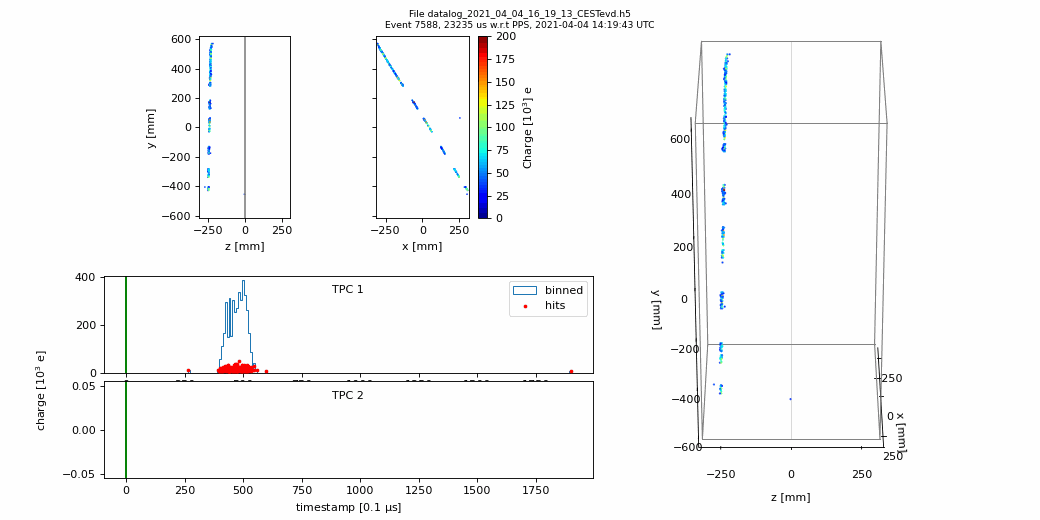 File datalog_2021_04_04_16_19_13_CESTevd.h5
Event 7588, 23235 us w.r.t PPS, 2021-04-04 14:19:43 UTC
600
400
200
0
−200
−400
−600
y [mm]
−250 0 250
z [mm]
−250 0 250
x [mm]
200
175
150
125
100
75
50
25
0
Charge [10³] e
400
200
0
TPC 1
binned
hits
0.05
0.00
−0.05
TPC 2
charge [10³ e]
0 250 500 750 1000 1250 1500 1750
timestamp [0.1 μs]
600
400
200
0
−200
−400
−600
y [mm]
−250 0 250
z [mm]
250
0
250
x [mm]